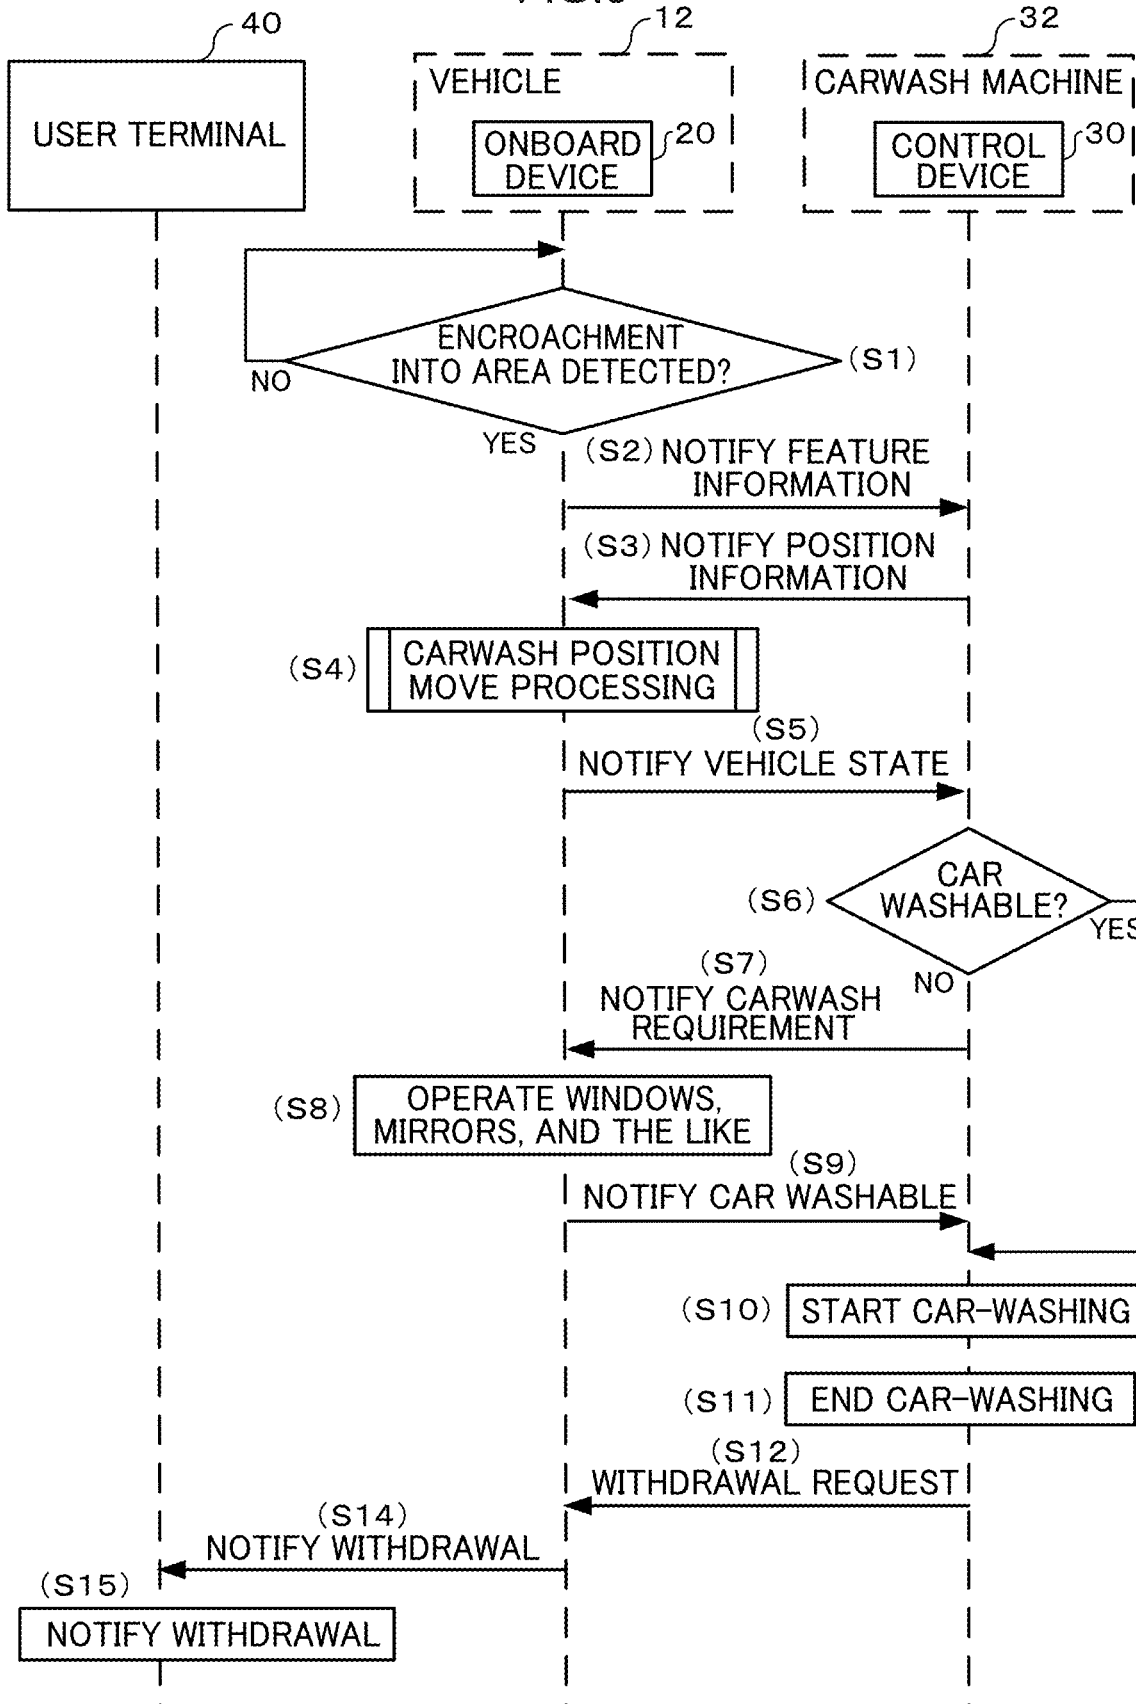 40
12
32
USER TERMINAL
VEHICLE
ONBOARD
DEVICE
20
CARWASH MACHINE
CONTROL
DEVICE
30
ENCROACHMENT
INTO AREA DETECTED?
(S1)
NO
YES
(S2) NOTIFY FEATURE
INFORMATION
(S3) NOTIFY POSITION
INFORMATION
(S4)
CARWASH POSITION
MOVE PROCESSING
(S5)
NOTIFY VEHICLE STATE
(S6)
CAR
WASHABLE?
YES
NO
(S7)
NOTIFY CARWASH
REQUIREMENT
(S8)
OPERATE WINDOWS,
MIRRORS, AND THE LIKE
(S9)
NOTIFY CAR WASHABLE
(S10)
START CAR-WASHING
(S11)
END CAR-WASHING
(S12)
WITHDRAWAL REQUEST
(S14)
NOTIFY WITHDRAWAL
(S15)
NOTIFY WITHDRAWAL